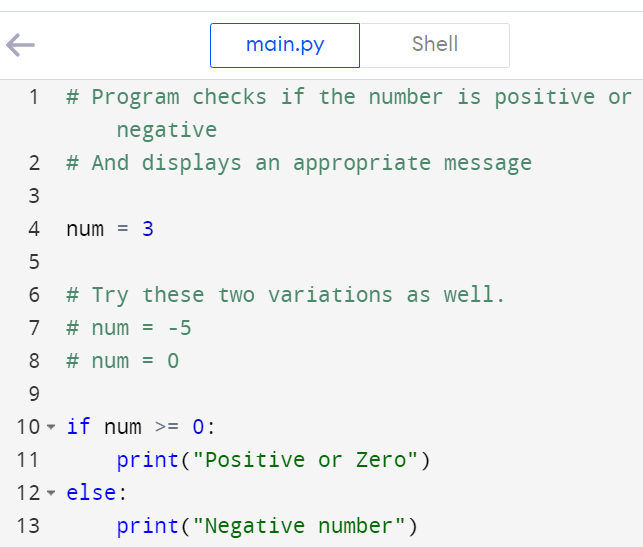 main.py Shell
1 # Program checks if the number is positive or
negative
2 # And displays an appropriate message
3
4 num = 3
5
6 # Try these two variations as well.
7 # num = -5
8 # num = 0
9
10 if num >= 0:
11     print("Positive or Zero")
12 else:
13     print("Negative number")